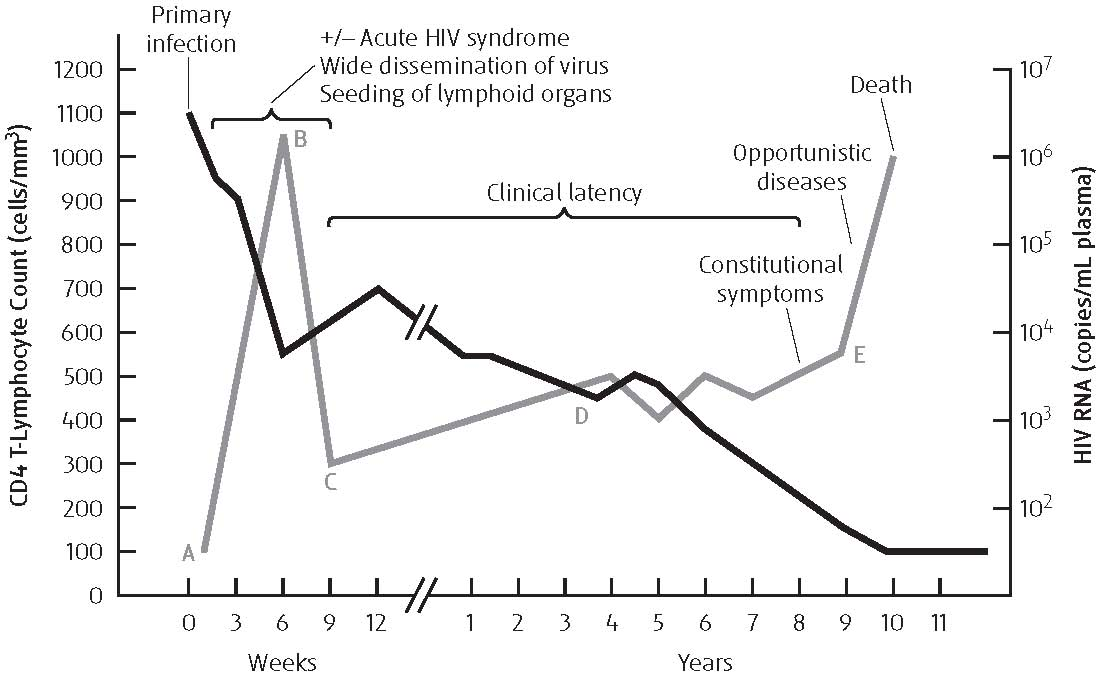 Primary
infection
+/– Acute HIV syndrome
Wide dissemination of virus
Seeding of lymphoid organs
Death
Opportunistic
diseases
Clinical latency
Constitutional
symptoms
CD4 T-Lymphocyte Count (cells/mm³)
1200
1100
1000
900
800
700
600
500
400
300
200
100
0
HIV RNA (copies/mL plasma)
10⁷
10⁶
10⁵
10⁴
10³
10²
A
B
C
D
E
0 3 6 9 12 1 2 3 4 5 6 7 8 9 10 11
Weeks Years